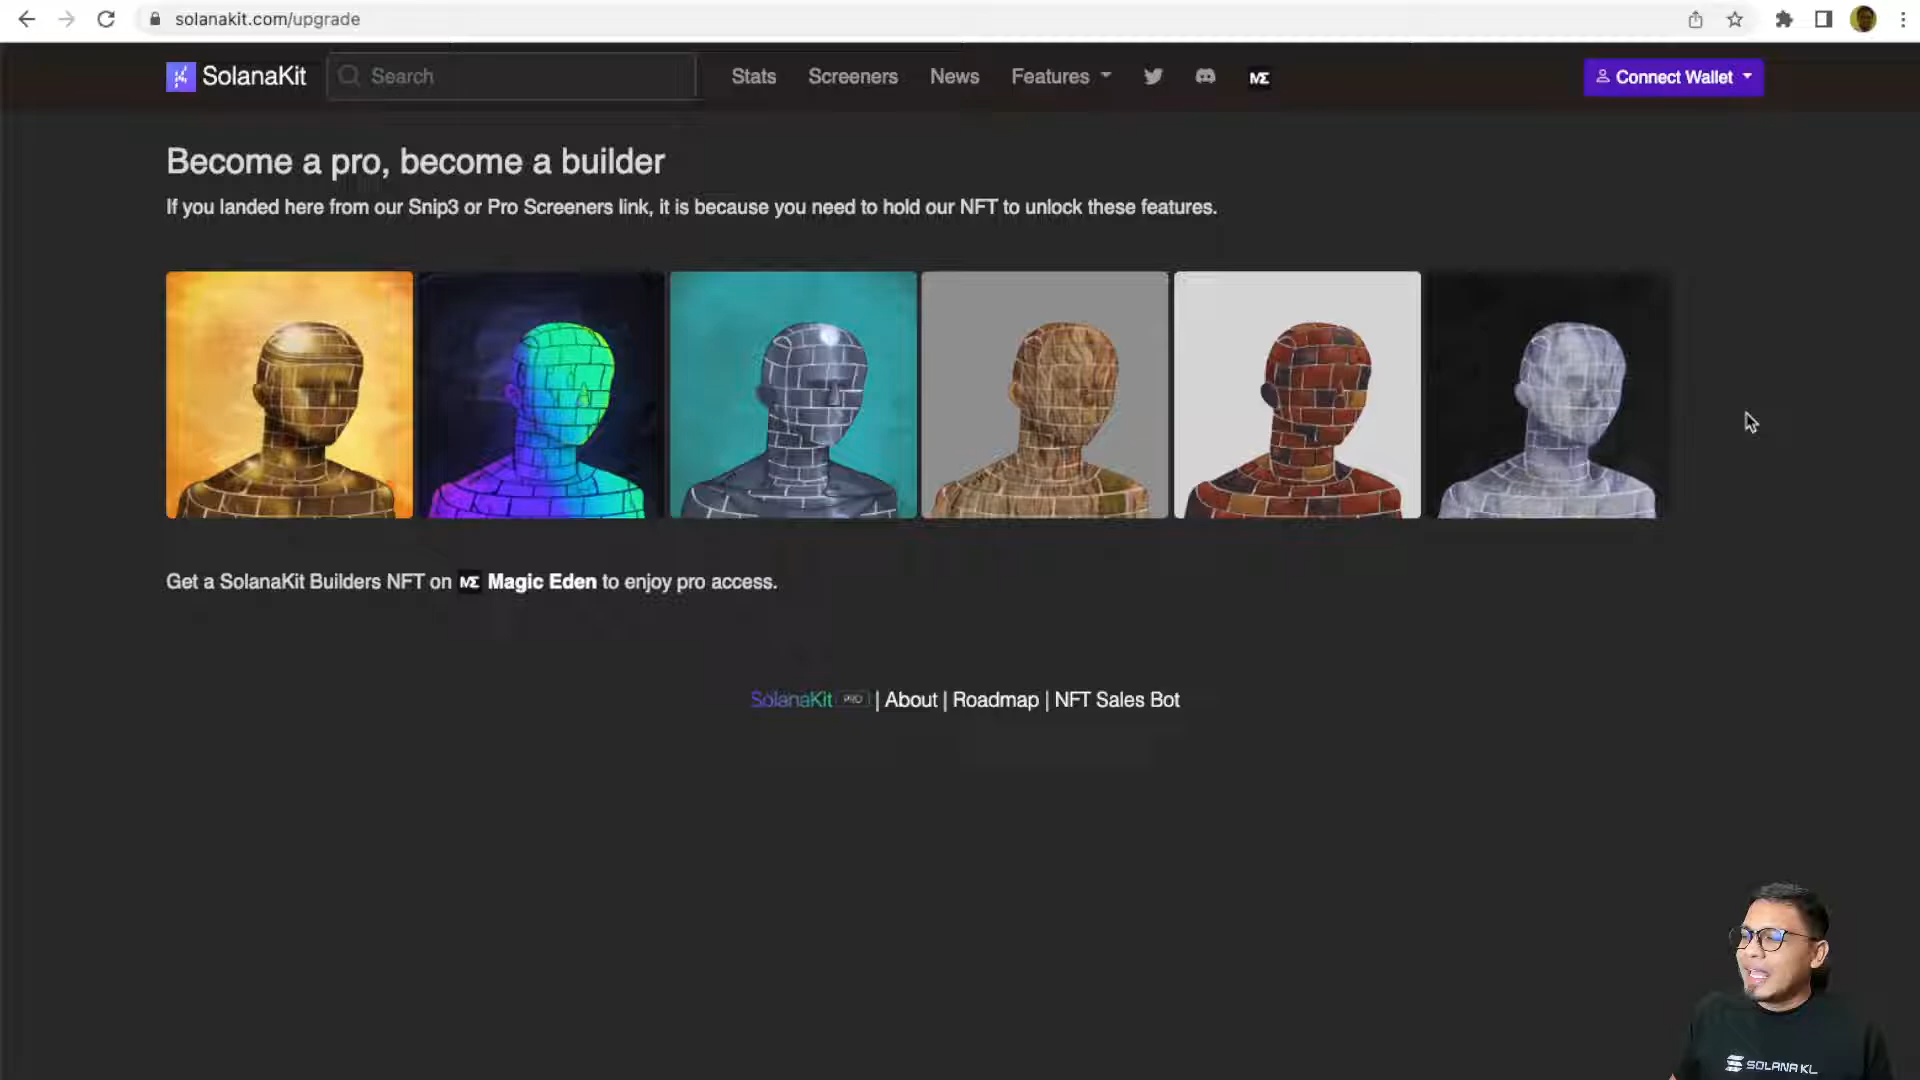 solanakit.com/upgrade
SolanaKit Search Stats Screeners News Features ME Connect Wallet
Become a pro, become a builder
If you landed here from our Snip3 or Pro Screeners link, it is because you need to hold our NFT to unlock these features.
Get a SolanaKit Builders NFT on ME Magic Eden to enjoy pro access.
SolanaKit PRO | About | Roadmap | NFT Sales Bot
SOLANA KL